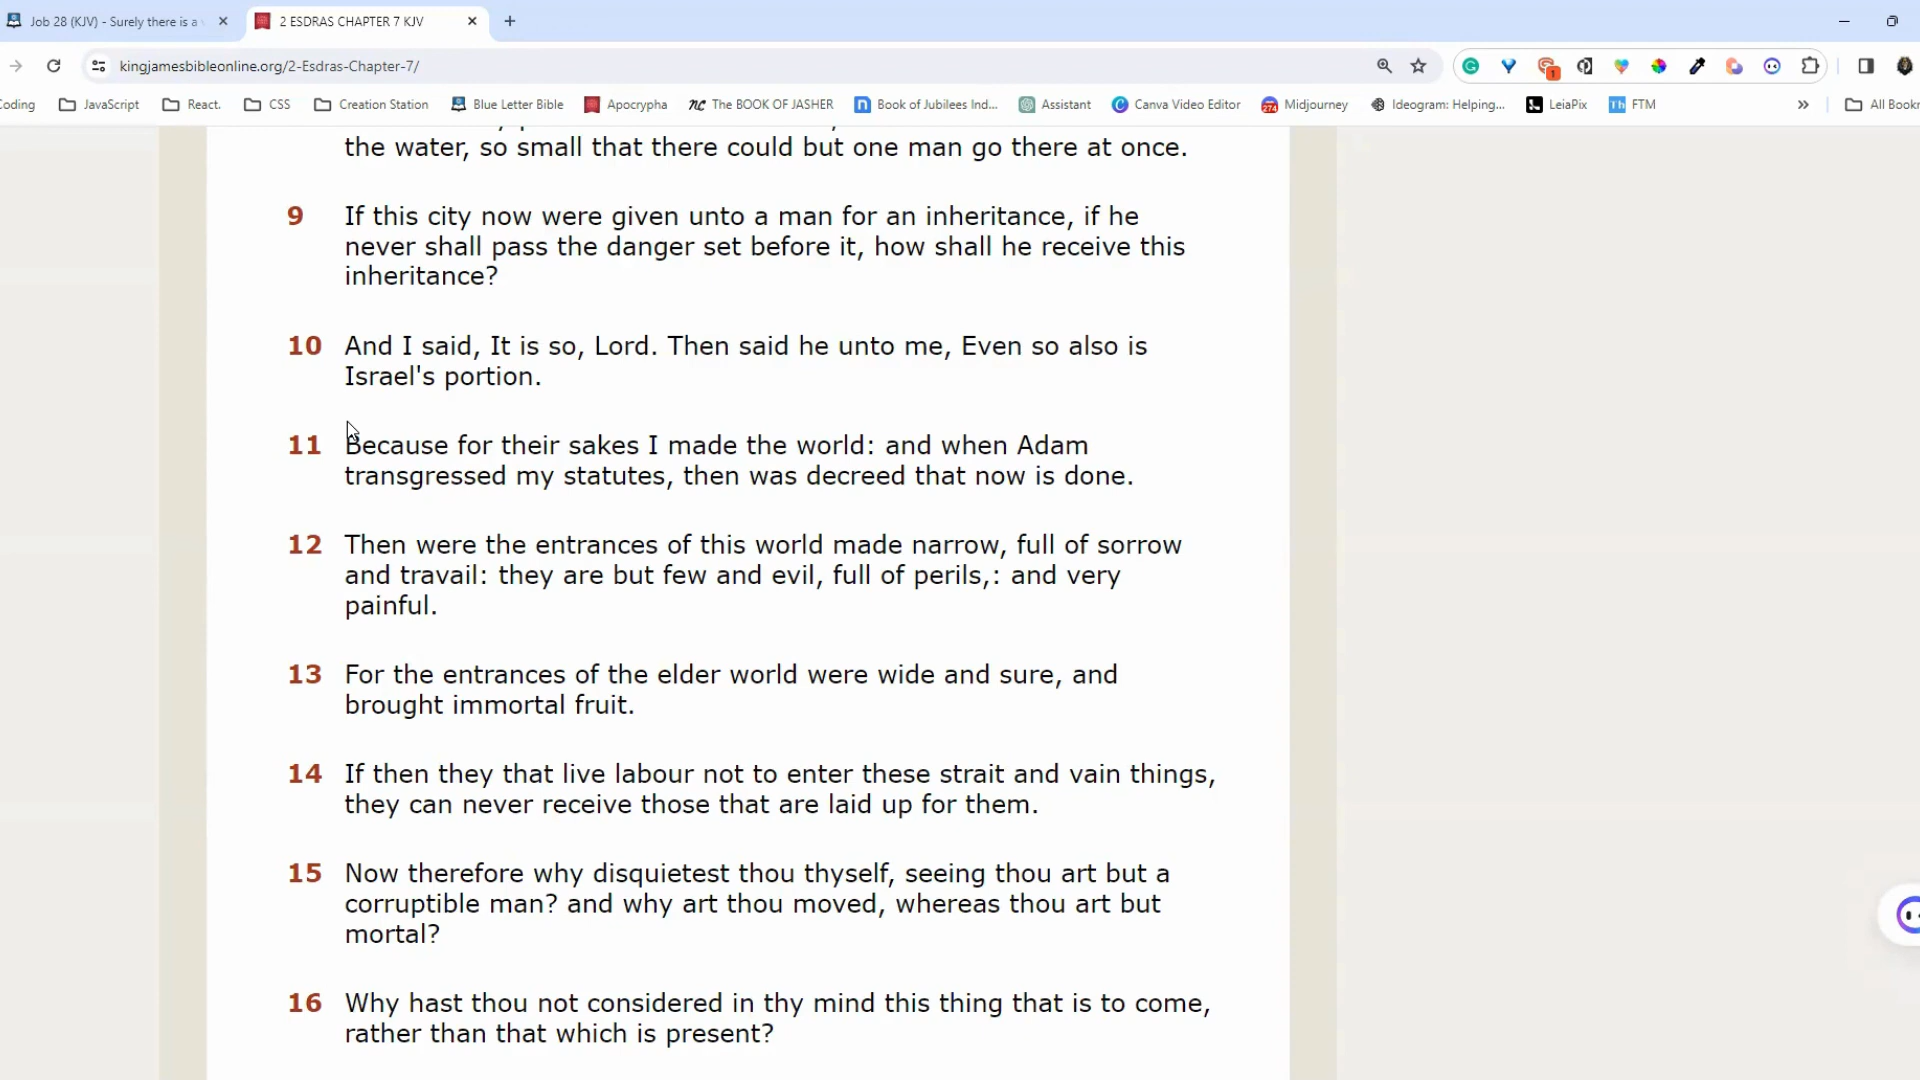 Job 28 (KJV) - Surely there is a
2 ESDRAS CHAPTER 7 KJV
kingjamesbibleonline.org/2-Esdras-Chapter-7/
1
Coding JavaScript React. CSS Creation Station Blue Letter Bible Apocrypha The BOOK OF JASHER Book of Jubilees Ind... Assistant Canva Video Editor 274 Midjourney Ideogram: Helping... LeiaPix Th FTM » All Bookr
the water, so small that there could but one man go there at once.
9 If this city now were given unto a man for an inheritance, if he
never shall pass the danger set before it, how shall he receive this
inheritance?
10 And I said, It is so, Lord. Then said he unto me, Even so also is
Israel's portion.
11 Because for their sakes I made the world: and when Adam
transgressed my statutes, then was decreed that now is done.
12 Then were the entrances of this world made narrow, full of sorrow
and travail: they are but few and evil, full of perils,: and very
painful.
13 For the entrances of the elder world were wide and sure, and
brought immortal fruit.
14 If then they that live labour not to enter these strait and vain things,
they can never receive those that are laid up for them.
15 Now therefore why disquietest thou thyself, seeing thou art but a
corruptible man? and why art thou moved, whereas thou art but
mortal?
16 Why hast thou not considered in thy mind this thing that is to come,
rather than that which is present?